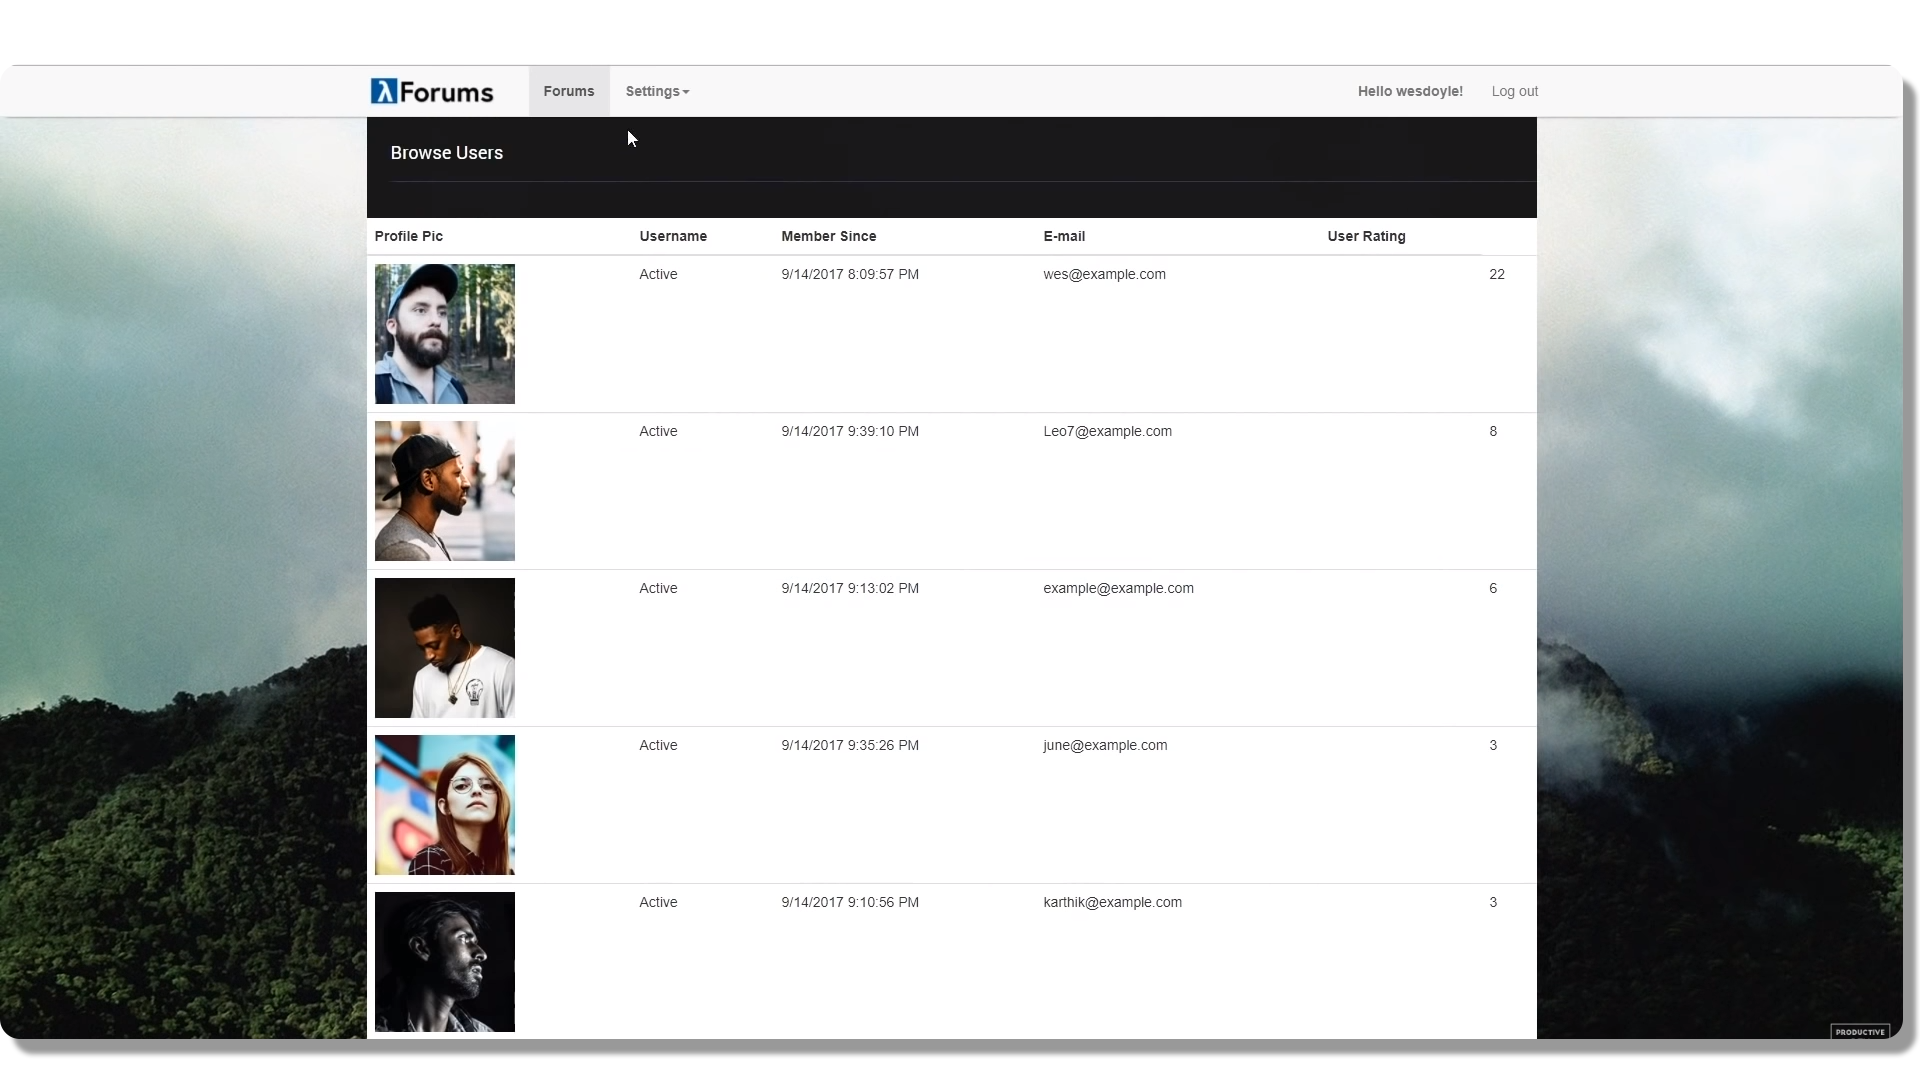 λForums Forums Settings Hello wesdoyle! Log out
Browse Users
Profile Pic Username Member Since E-mail User Rating
Active 9/14/2017 8:09:57 PM wes@example.com 22
Active 9/14/2017 9:39:10 PM Leo7@example.com 8
Active 9/14/2017 9:13:02 PM example@example.com 6
Active 9/14/2017 9:35:26 PM june@example.com 3
Active 9/14/2017 9:10:56 PM karthik@example.com 3
PRODUCTIVE